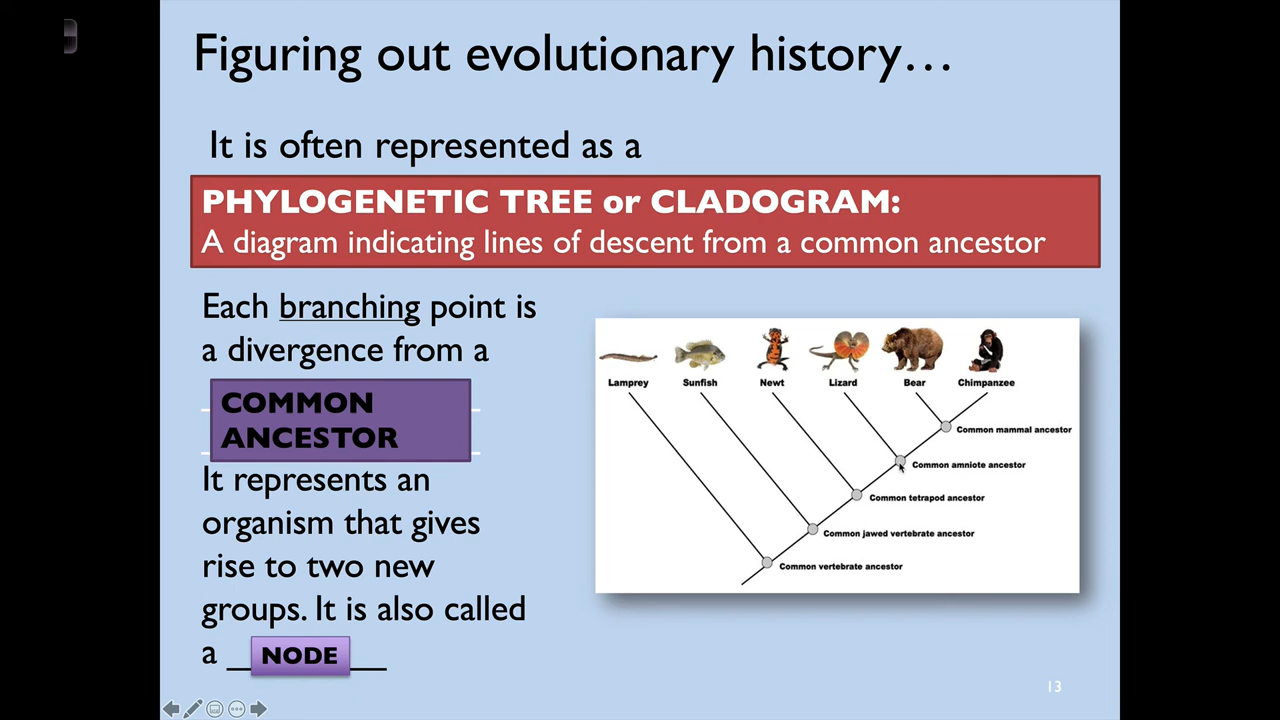 Figuring out evolutionary history…
It is often represented as a
PHYLOGENETIC TREE or CLADOGRAM:
A diagram indicating lines of descent from a common ancestor
Each branching point is
a divergence from a
COMMON
ANCESTOR
It represents an
organism that gives
rise to two new
groups. It is also called
a __NODE__
Lamprey Sunfish Newt Lizard Bear Chimpanzee
Common mammal ancestor
Common amniote ancestor
Common tetrapod ancestor
Common jawed vertebrate ancestor
Common vertebrate ancestor
13